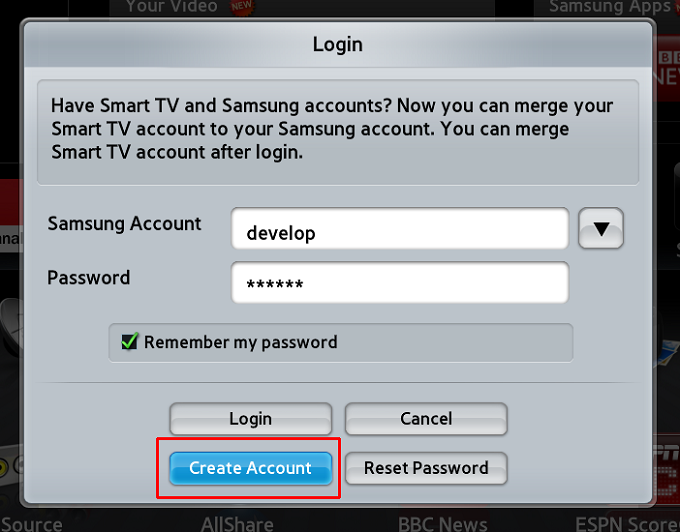 Your Video NEW
Samsung Apps
Login
Have Smart TV and Samsung accounts? Now you can merge your
Smart TV account to your Samsung account. You can merge
Smart TV account after login.
Samsung Account
develop
▼
Password
******
Remember my password
Login
Cancel
Create Account
Reset Password
Source
AllShare
BBC News
ESPN Score